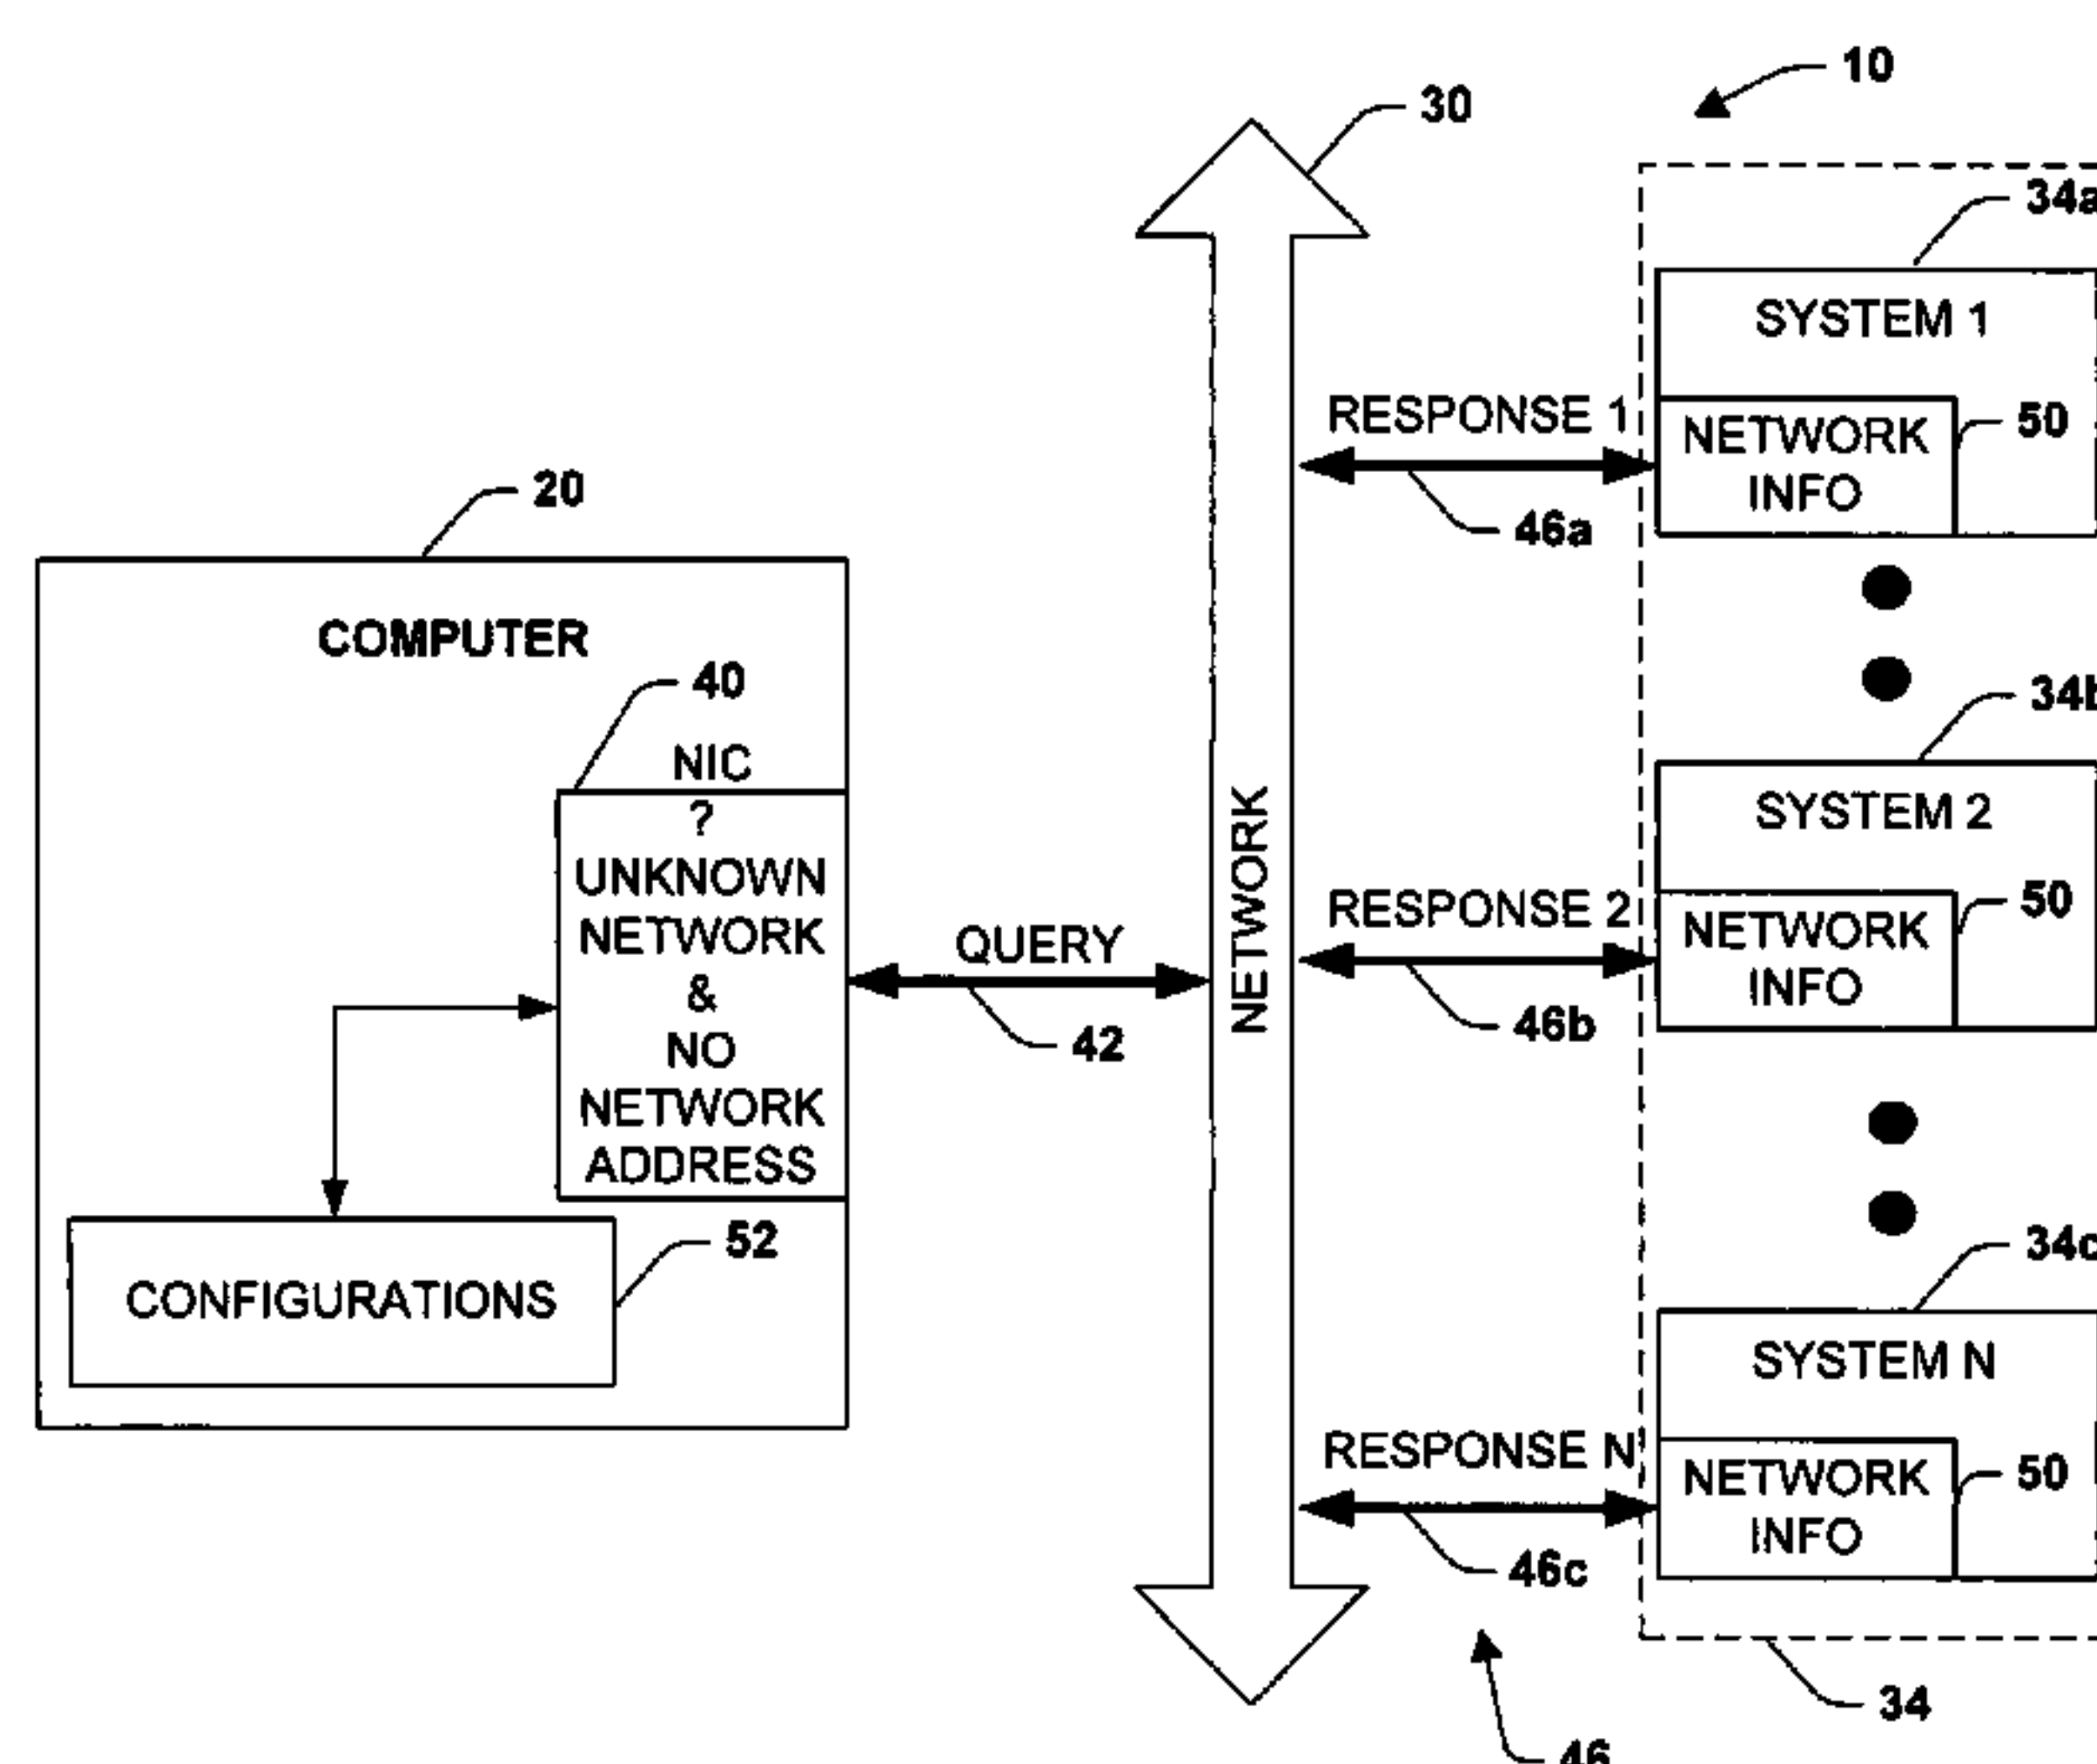 10
30
34a
SYSTEM 1
RESPONSE 1
NETWORK
INFO
50
46a
20
COMPUTER
40
NIC
?
UNKNOWN
NETWORK
&
NO
NETWORK
ADDRESS
52
CONFIGURATIONS
QUERY
42
NETWORK
34b
SYSTEM 2
RESPONSE 2
NETWORK
INFO
50
46b
34c
SYSTEM N
RESPONSE N
NETWORK
INFO
50
46c
34
46